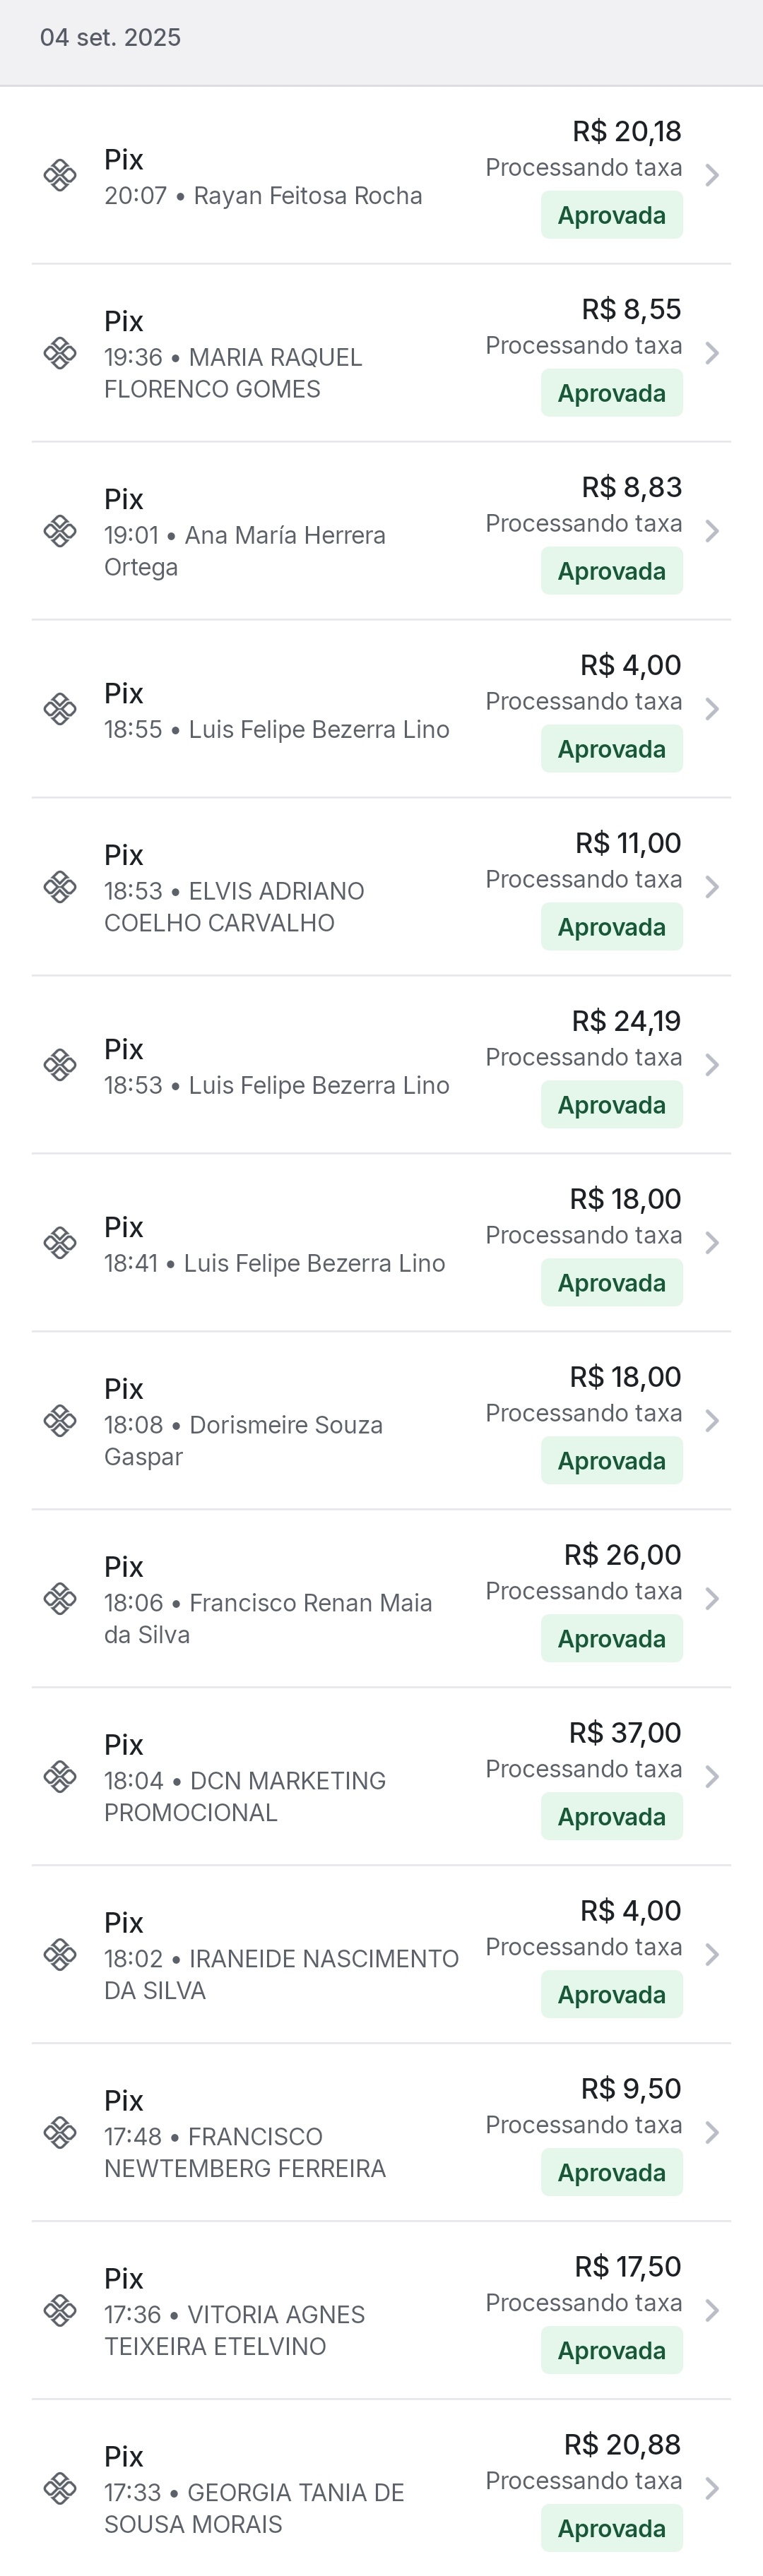 04 set. 2025
R$ 20,18
Pix
Processando taxa
20:07 • Rayan Feitosa Rocha
Aprovada
R$ 8,55
Pix
Processando taxa
19:36 • MARIA RAQUEL
FLORENCO GOMES
Aprovada
R$ 8,83
Pix
Processando taxa
19:01 • Ana María Herrera
Ortega
Aprovada
R$ 4,00
Pix
Processando taxa
18:55 • Luis Felipe Bezerra Lino
Aprovada
R$ 11,00
Pix
Processando taxa
18:53 • ELVIS ADRIANO
COELHO CARVALHO
Aprovada
R$ 24,19
Pix
Processando taxa
18:53 • Luis Felipe Bezerra Lino
Aprovada
R$ 18,00
Pix
Processando taxa
18:41 • Luis Felipe Bezerra Lino
Aprovada
R$ 18,00
Pix
Processando taxa
18:08 • Dorismeire Souza
Gaspar
Aprovada
R$ 26,00
Pix
Processando taxa
18:06 • Francisco Renan Maia
da Silva
Aprovada
R$ 37,00
Pix
Processando taxa
18:04 • DCN MARKETING
PROMOCIONAL
Aprovada
R$ 4,00
Pix
Processando taxa
18:02 • IRANEIDE NASCIMENTO
DA SILVA
Aprovada
R$ 9,50
Pix
Processando taxa
17:48 • FRANCISCO
NEWTEMBERG FERREIRA
Aprovada
R$ 17,50
Pix
Processando taxa
17:36 • VITORIA AGNES
TEIXEIRA ETELVINO
Aprovada
R$ 20,88
Pix
Processando taxa
17:33 • GEORGIA TANIA DE
SOUSA MORAIS
Aprovada